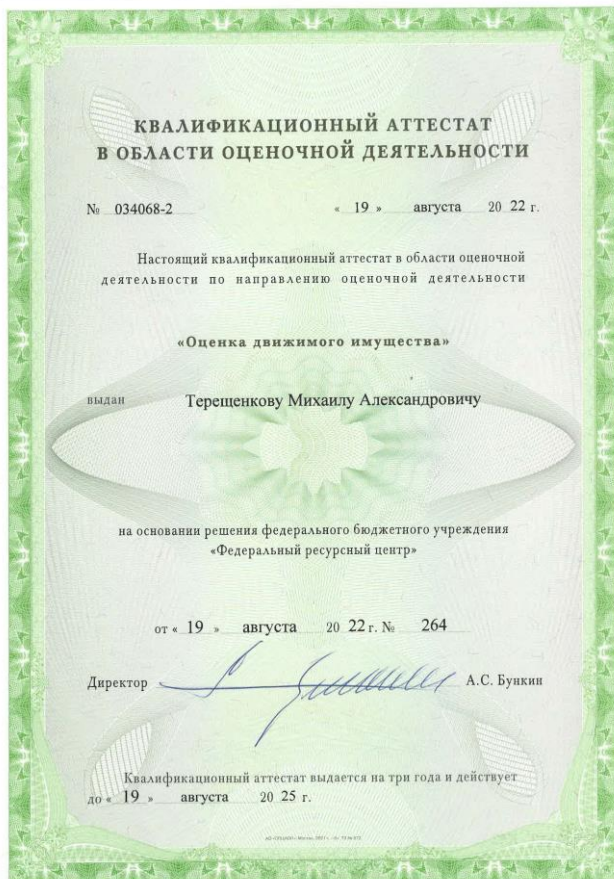 КВАЛИФИКАЦИОННЫЙ АТТЕСТАТ
В ОБЛАСТИ ОЦЕНОЧНОЙ ДЕЯТЕЛЬНОСТИ
№ 034068-2 « 19 » августа 20 22 г.
Настоящий квалификационный аттестат в области оценочной
деятельности по направлению оценочной деятельности
«Оценка движимого имущества»
выдан Терещенкову Михаилу Александровичу
на основании решения федерального бюджетного учреждения
«Федеральный ресурсный центр»
от « 19 » августа 20 22 г. № 264
Директор А.С. Бункин
Квалификационный аттестат выдается на три года и действует
до « 19 » августа 20 25 г.